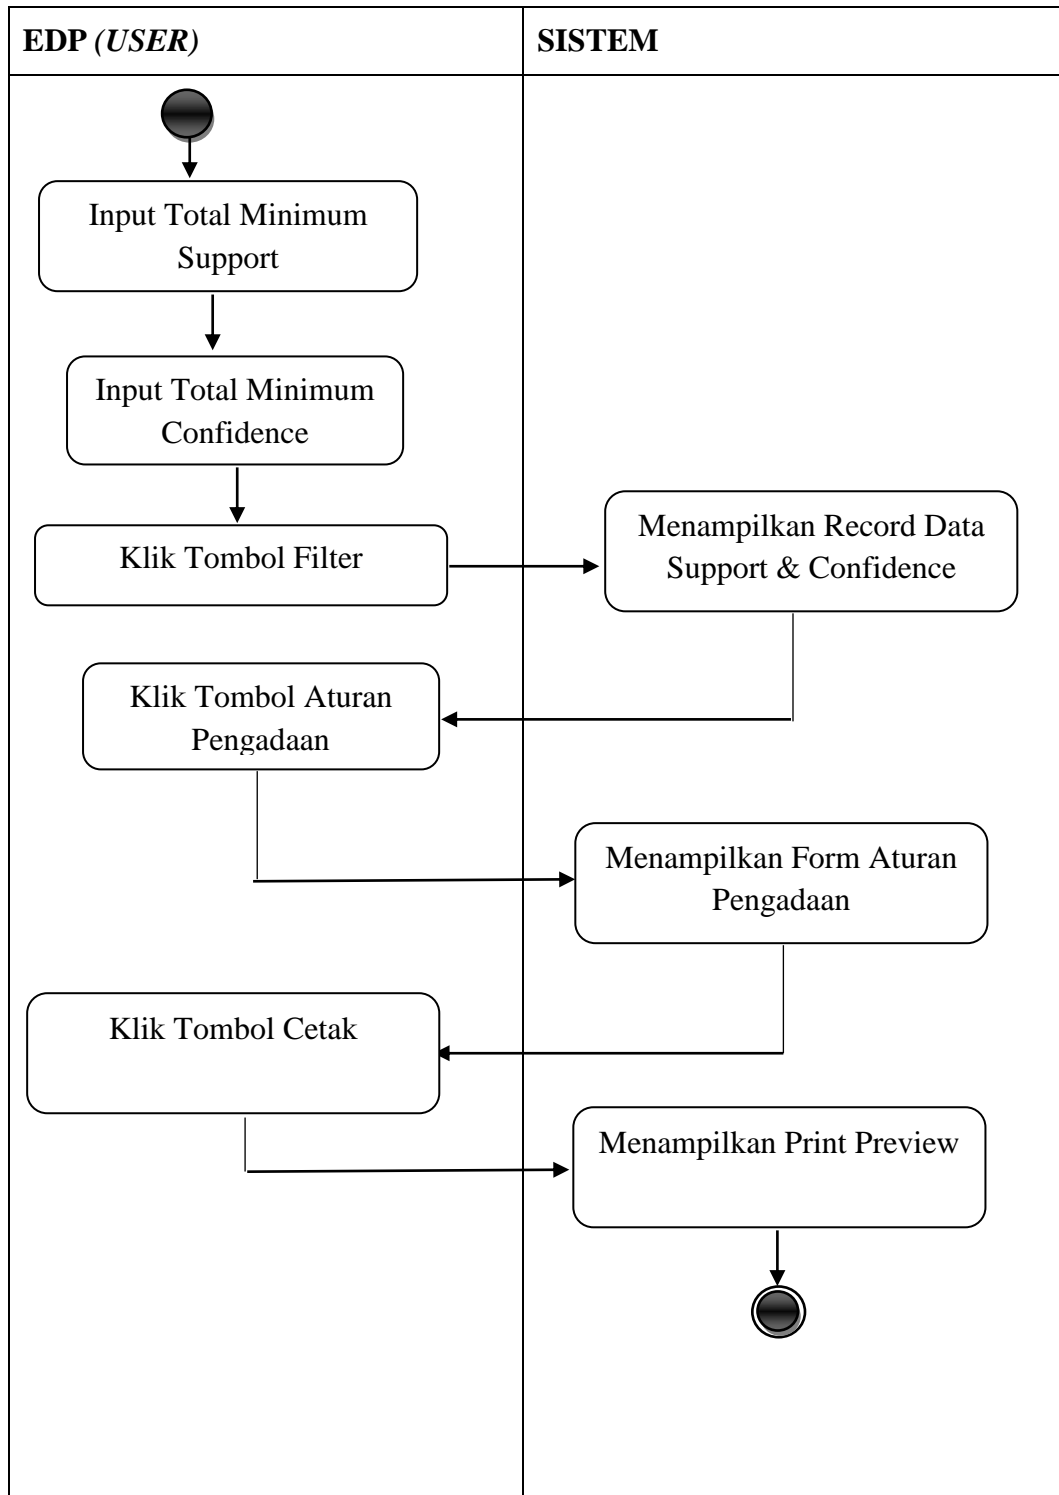 EDP (USER)
SISTEM
Input Total Minimum
Support
Input Total Minimum
Confidence
Klik Tombol Filter
Menampilkan Record Data
Support & Confidence
Klik Tombol Aturan
Pengadaan
Menampilkan Form Aturan
Pengadaan
Klik Tombol Cetak
Menampilkan Print Preview